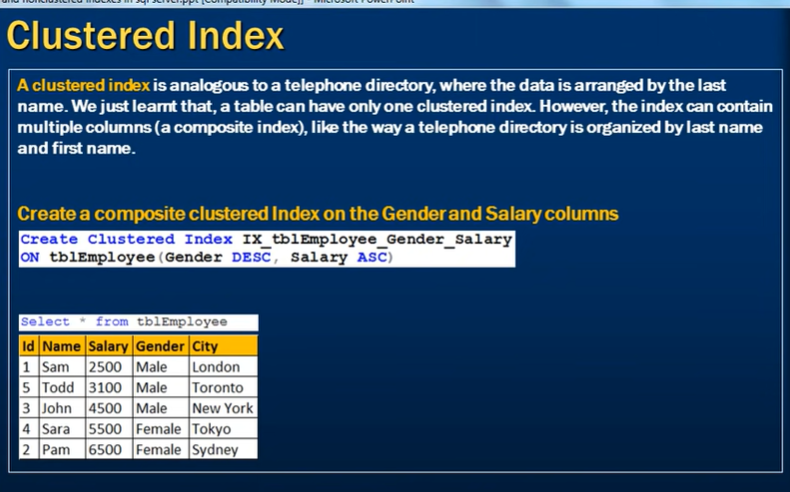 and nonclustered indexes in sql server.ppt [Compatibility Mode]] - Microsoft PowerPoint
Clustered Index
A clustered index is analogous to a telephone directory, where the data is arranged by the last
name. We just learnt that, a table can have only one clustered index. However, the index can contain
multiple columns (a composite index), like the way a telephone directory is organized by last name
and first name.
Create a composite clustered Index on the Gender and Salary columns
Create Clustered Index IX_tblEmployee_Gender_Salary
ON tblEmployee(Gender DESC, Salary ASC)
Select * from tblEmployee
Id Name Salary Gender City
1 Sam 2500 Male London
5 Todd 3100 Male Toronto
3 John 4500 Male New York
4 Sara 5500 Female Tokyo
2 Pam 6500 Female Sydney